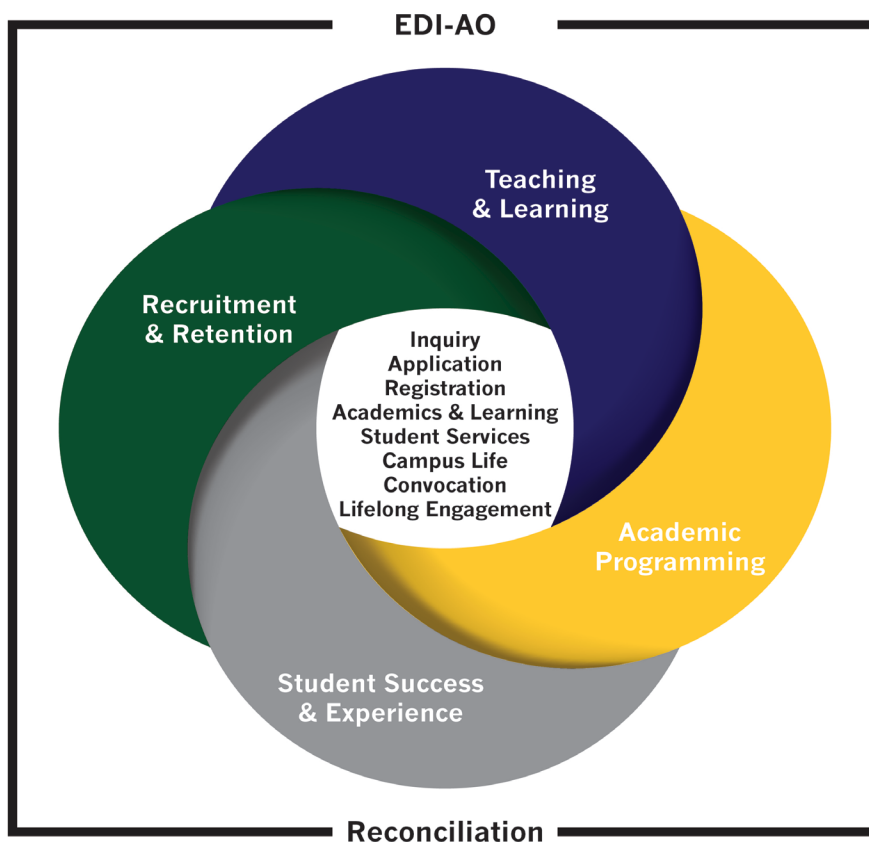 EDI-AO
Teaching
& Learning
Recruitment
& Retention
Inquiry
Application
Registration
Academics & Learning
Student Services
Campus Life
Convocation
Lifelong Engagement
Academic
Programming
Student Success
& Experience
Reconciliation